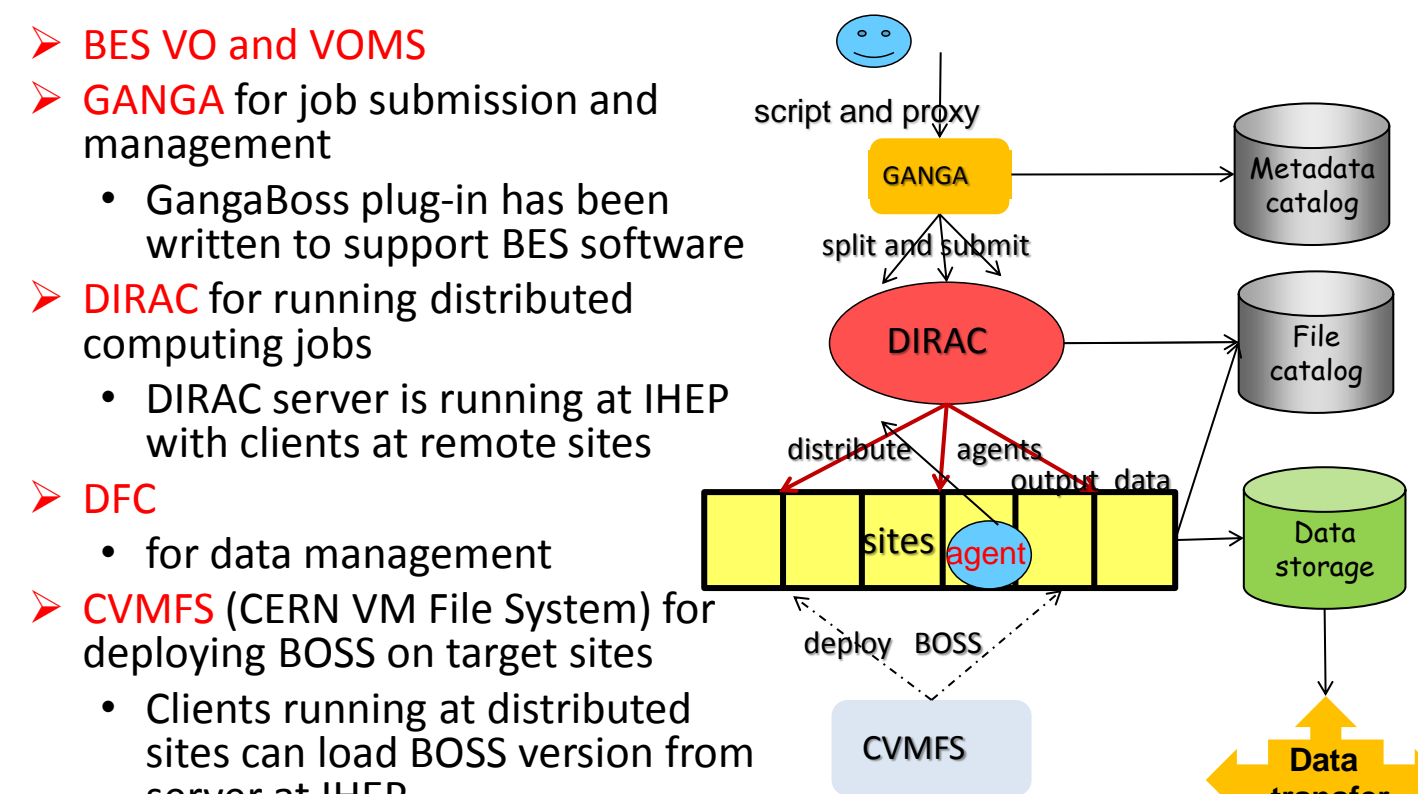 BES VO and VOMS
GANGA for job submission and
management
GangaBoss plug-in has been
written to support BES software
DIRAC for running distributed
computing jobs
DIRAC server is running at IHEP
with clients at remote sites
DFC
for data management
CVMFS (CERN VM File System) for
deploying BOSS on target sites
Clients running at distributed
sites can load BOSS version from
server at IHEP
script and proxy
GANGA
Metadata
catalog
split and submit
DIRAC
File
catalog
distribute agents
output data
sites
agent
Data
storage
deploy BOSS
CVMFS
Data
transfer